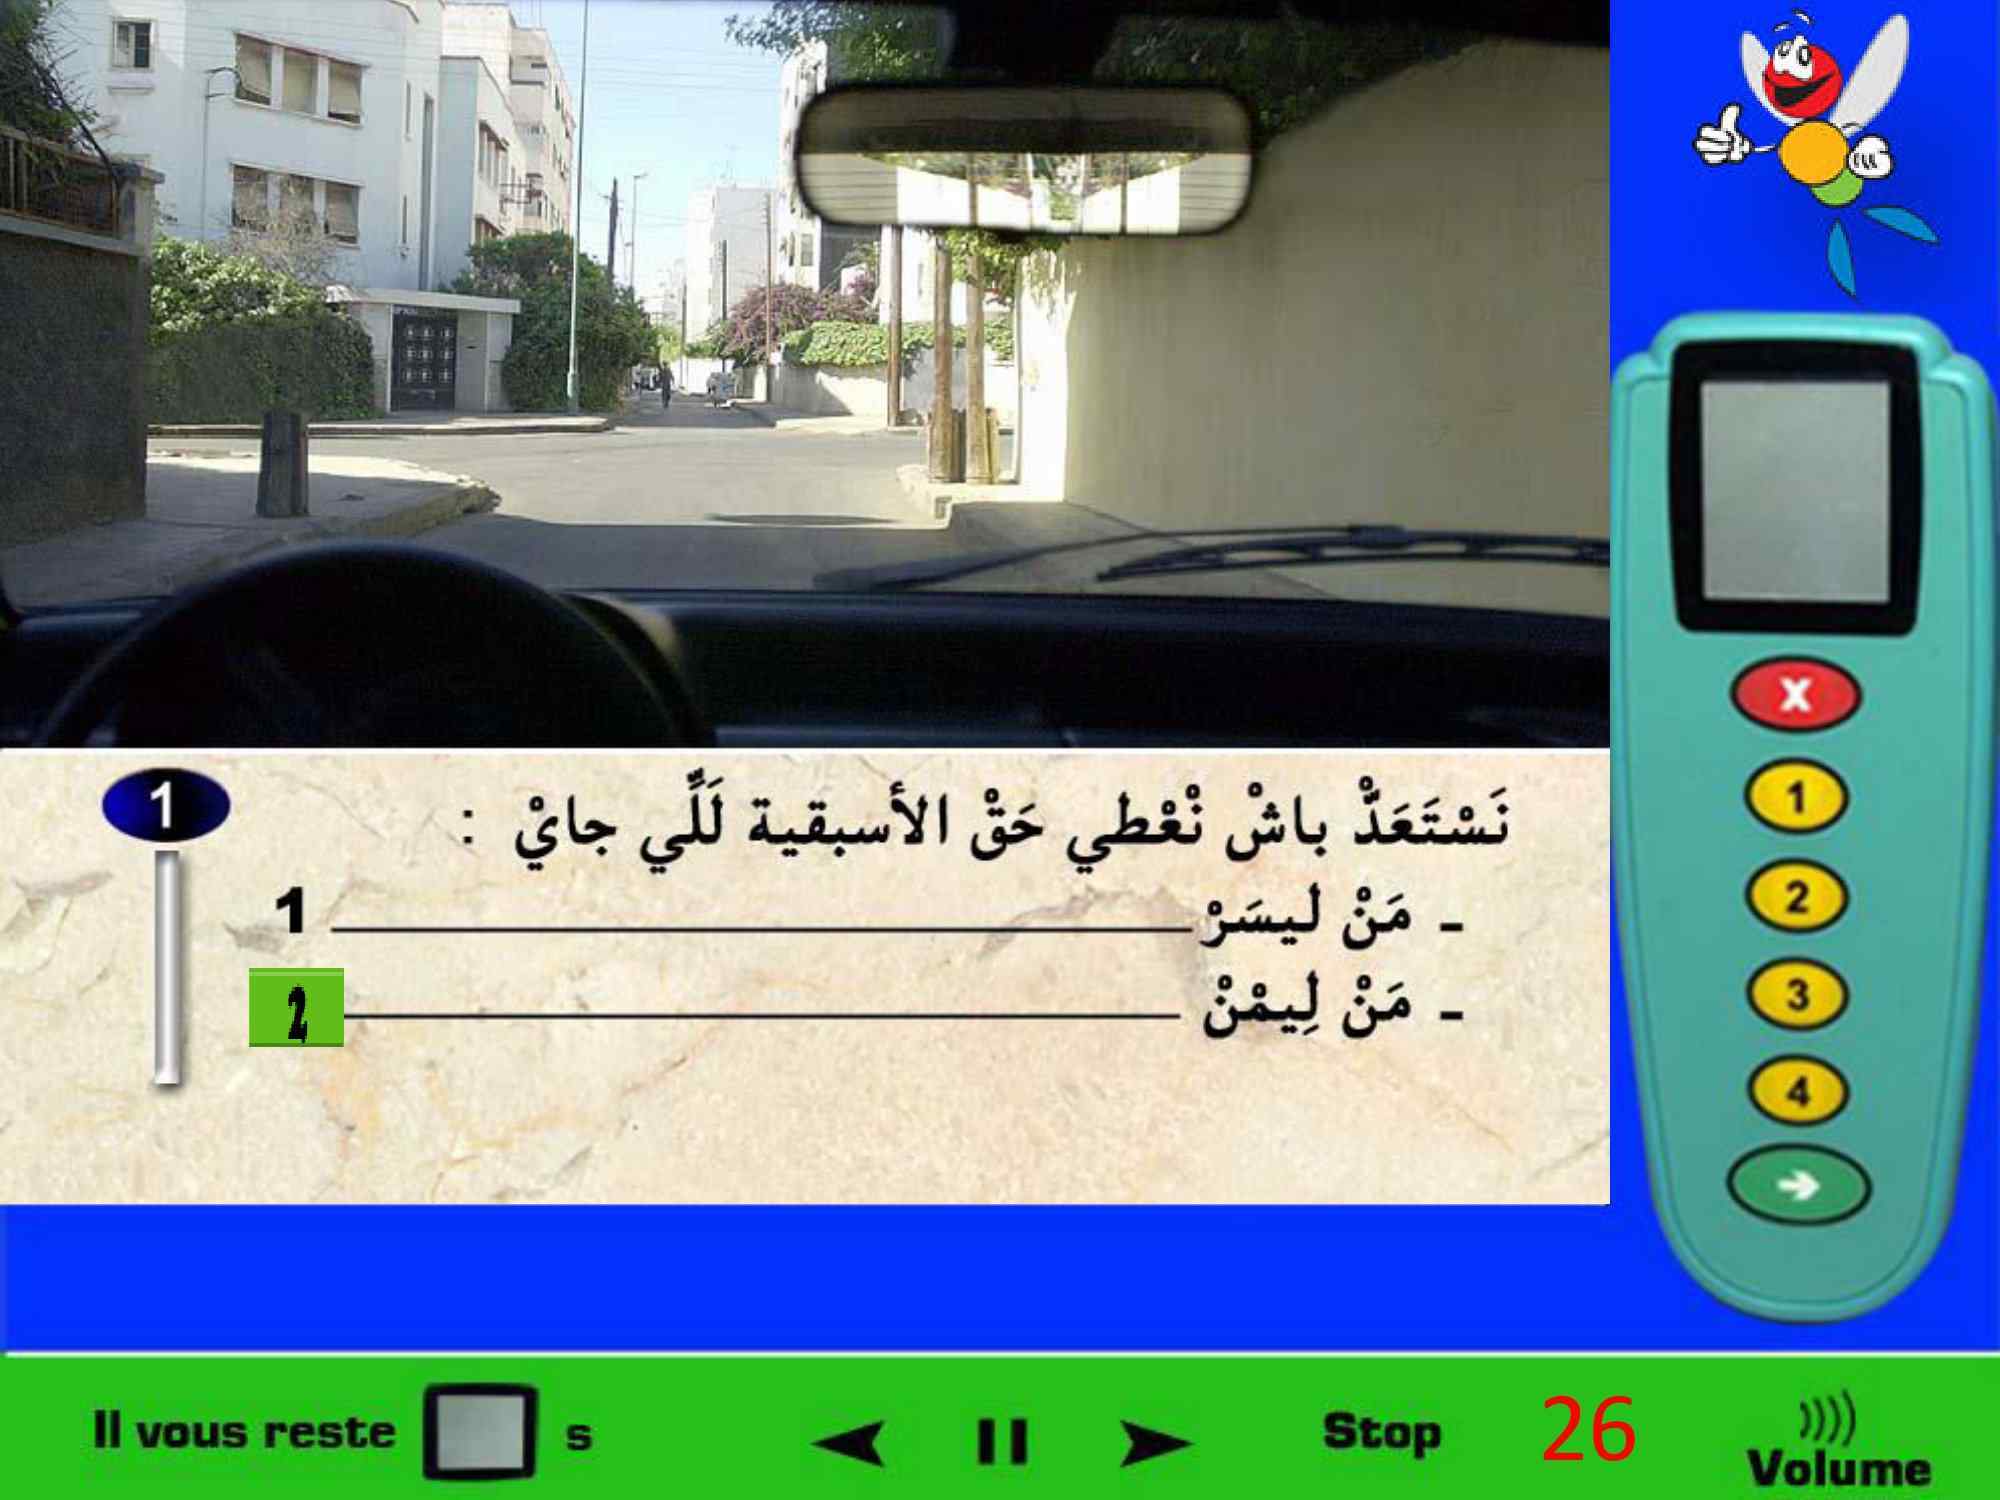 1
نَسْتَعَدّْ باشْ نْعْطي حَقْ الأسبقية لَلِّي جايْ :
- مَنْ ليسَرْ 1
- مَنْ لِيمْنْ 2
X
1
2
3
4
Il vous reste s
Stop
26
Volume